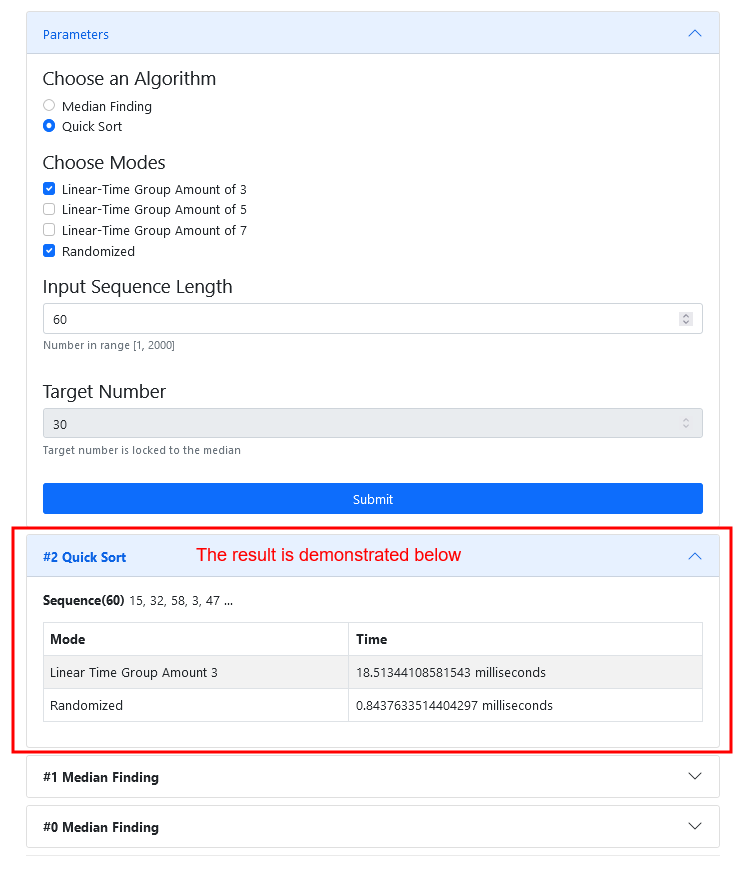 Parameters
Choose an Algorithm
Median Finding
Quick Sort
Choose Modes
Linear-Time Group Amount of 3
Linear-Time Group Amount of 5
Linear-Time Group Amount of 7
Randomized
Input Sequence Length
60
Number in range [1, 2000]
Target Number
30
Target number is locked to the median
Submit
#2 Quick Sort The result is demonstrated below
Sequence(60) 15, 32, 58, 3, 47 ...
Mode Time
Linear Time Group Amount 3 18.51344108581543 milliseconds
Randomized 0.8437633514404297 milliseconds
#1 Median Finding
#0 Median Finding